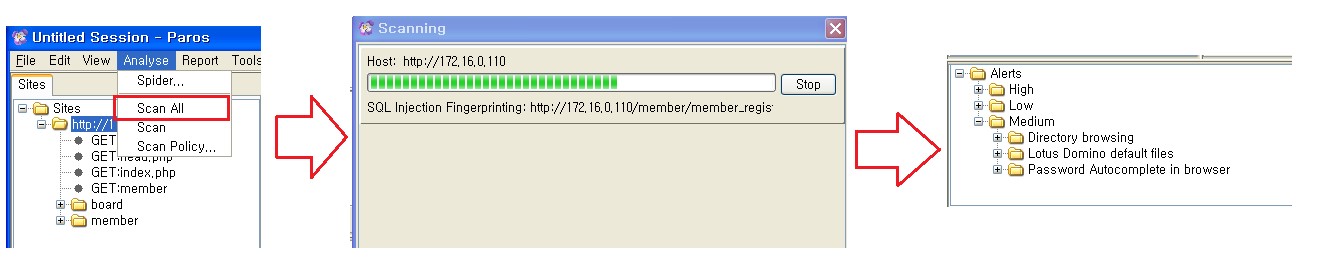 Untitled Session - Paros
File Edit View Analyse Report Tools
Sites
Spider...
Scan All
Scan
Scan Policy...
Sites
http://1
GET
GET:head,php
GET:index,php
GET:member
board
member
Scanning
Host: http://172,16,0,110
Stop
SQL Injection Fingerprinting: http://172,16,0,110/member/member_regis
Alerts
High
Low
Medium
Directory browsing
Lotus Domino default files
Password Autocomplete in browser